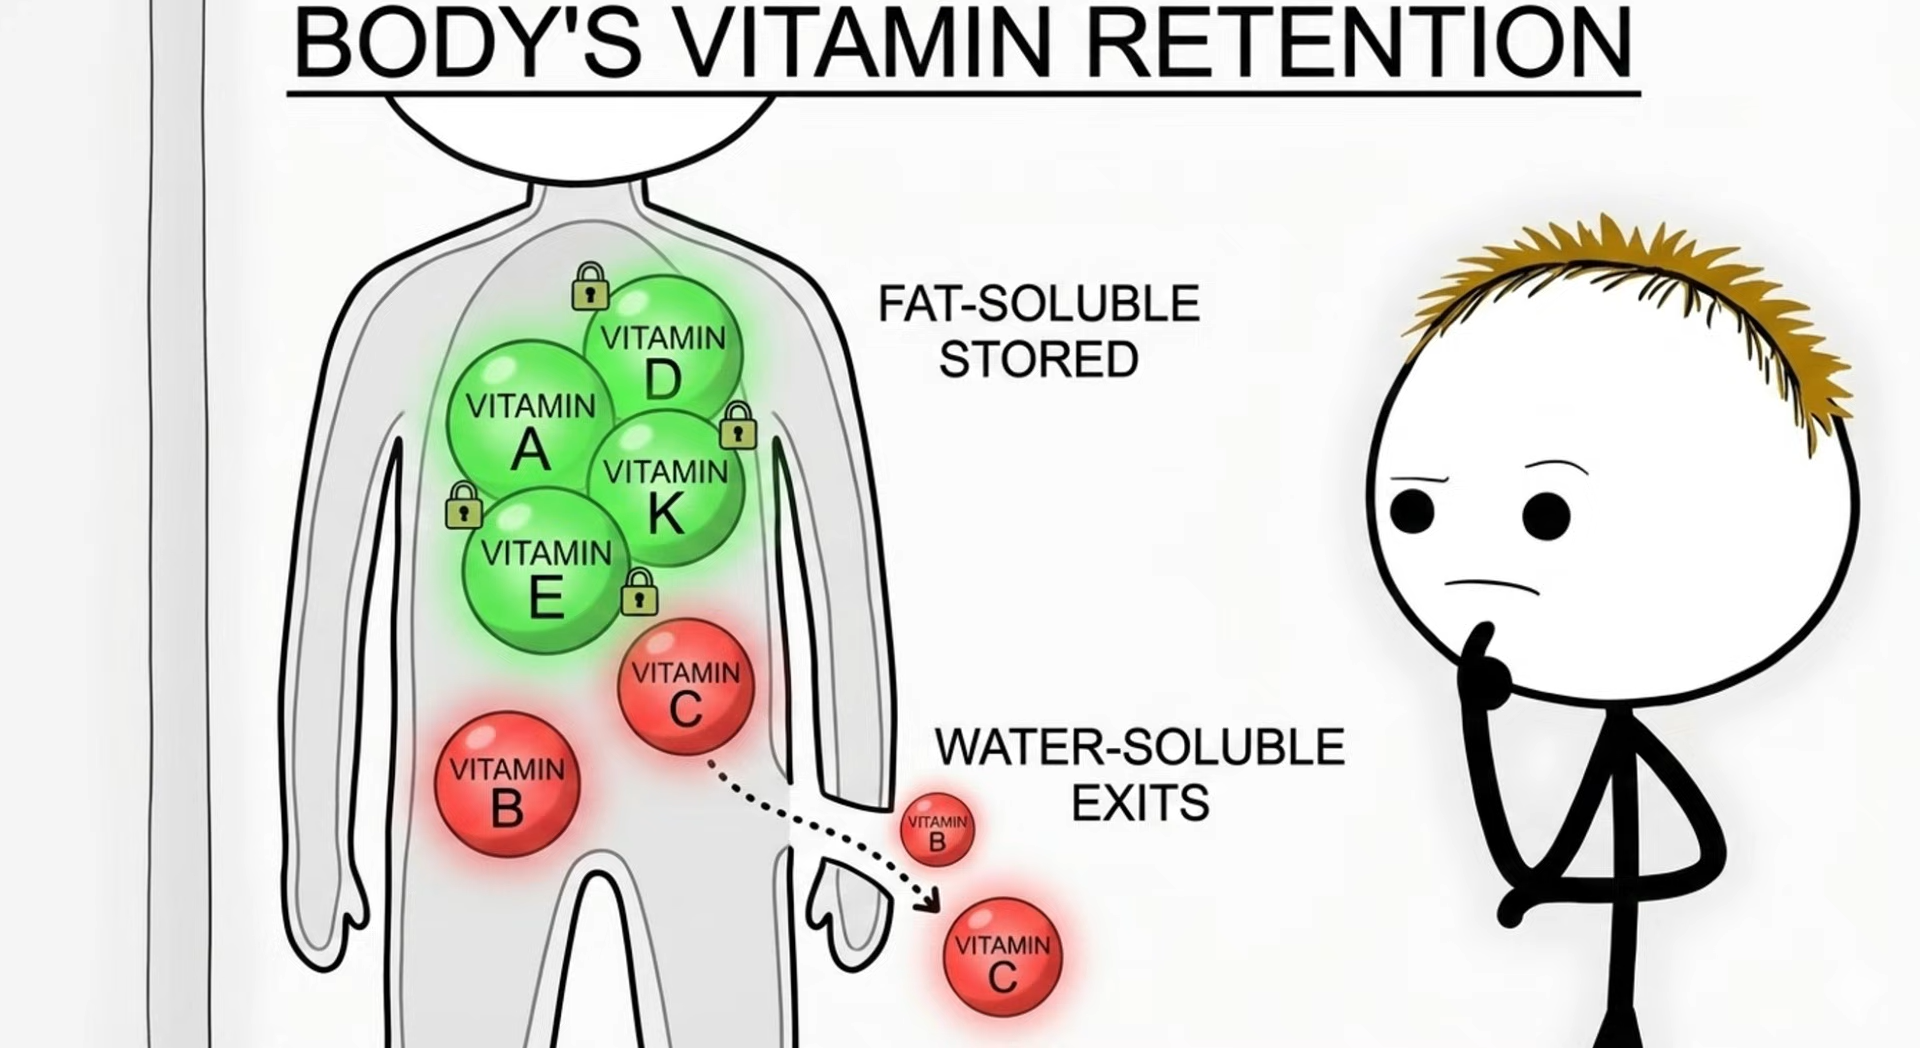 BODY'S VITAMIN RETENTION
FAT-SOLUBLE
STORED
VITAMIN
D
VITAMIN
A
VITAMIN
K
VITAMIN
E
VITAMIN
C
VITAMIN
B
WATER-SOLUBLE
EXITS
VITAMIN
B
VITAMIN
C